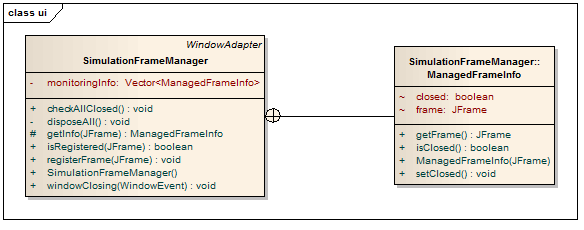 class ui
WindowAdapter
SimulationFrameManager
- monitoringInfo: Vector<ManagedFrameInfo>
+ checkAllClosed() : void
- disposeAll() : void
# getInfo(JFrame) : ManagedFrameInfo
+ isRegistered(JFrame) : boolean
+ registerFrame(JFrame) : void
+ SimulationFrameManager()
+ windowClosing(WindowEvent) : void
SimulationFrameManager::
ManagedFrameInfo
~ closed: boolean
~ frame: JFrame
+ getFrame() : JFrame
+ isClosed() : boolean
+ ManagedFrameInfo(JFrame)
+ setClosed() : void